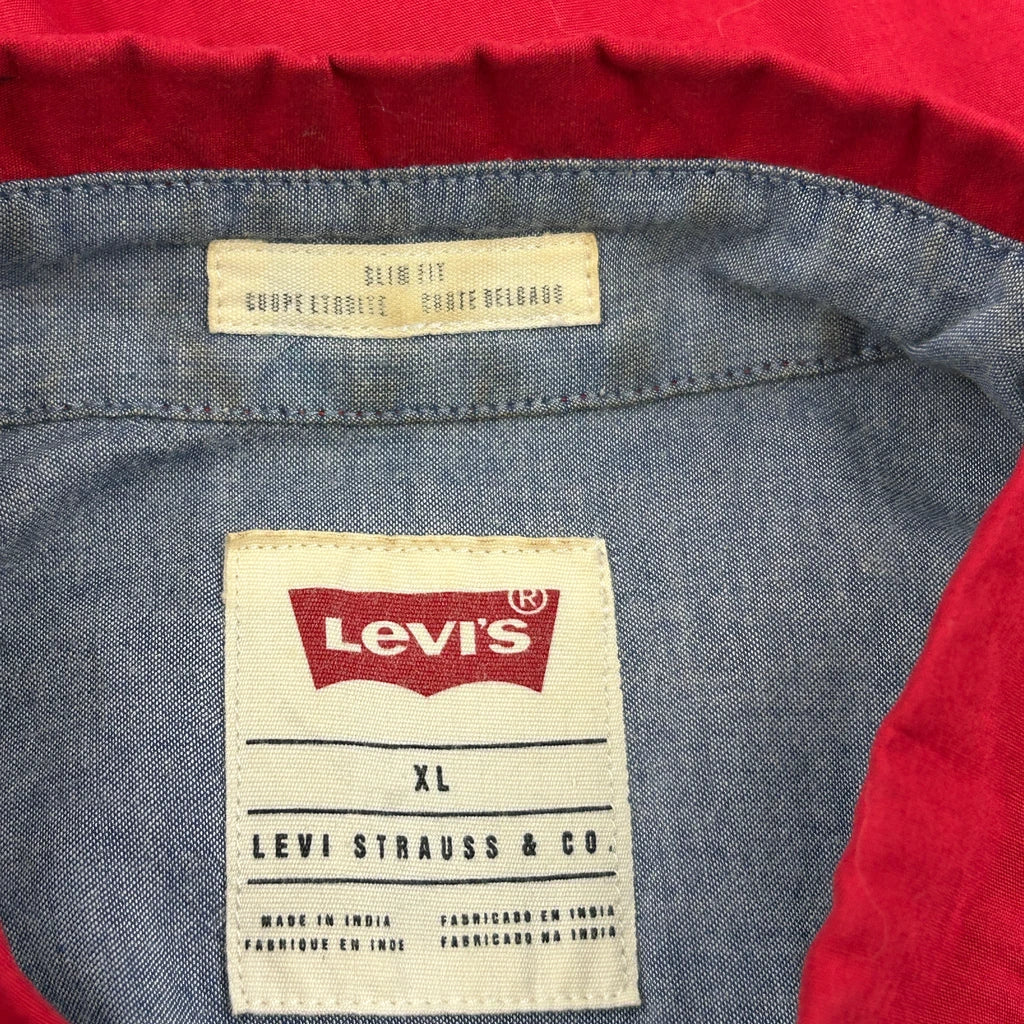 SLIM FIT
COUPE ETROITE CORTE DELGADO
LEVI'S®
XL
LEVI STRAUSS & CO.
MADE IN INDIA FABRICADO EN INDIA
FABRIQUE EN INDE FABRICADO NA INDIA